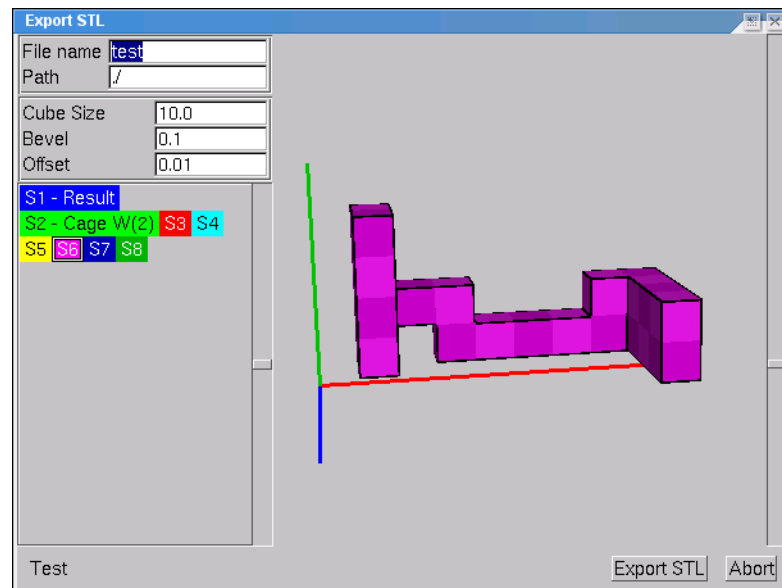 Export STL
File name test
Path ./
Cube Size 10.0
Bevel 0.1
Offset 0.01
S1 - Result
S2 - Cage W(2) S3 S4
S5 S6 S7 S8
Test
Export STL Abort